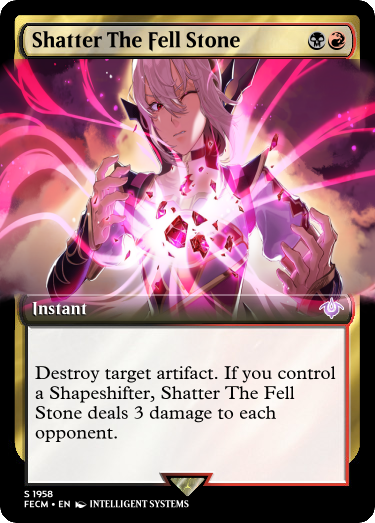 Shatter The Fell Stone
Instant
Destroy target artifact. If you control
a Shapeshifter, Shatter The Fell
Stone deals 3 damage to each
opponent.
S 1958
FECM • EN INTELLIGENT SYSTEMS